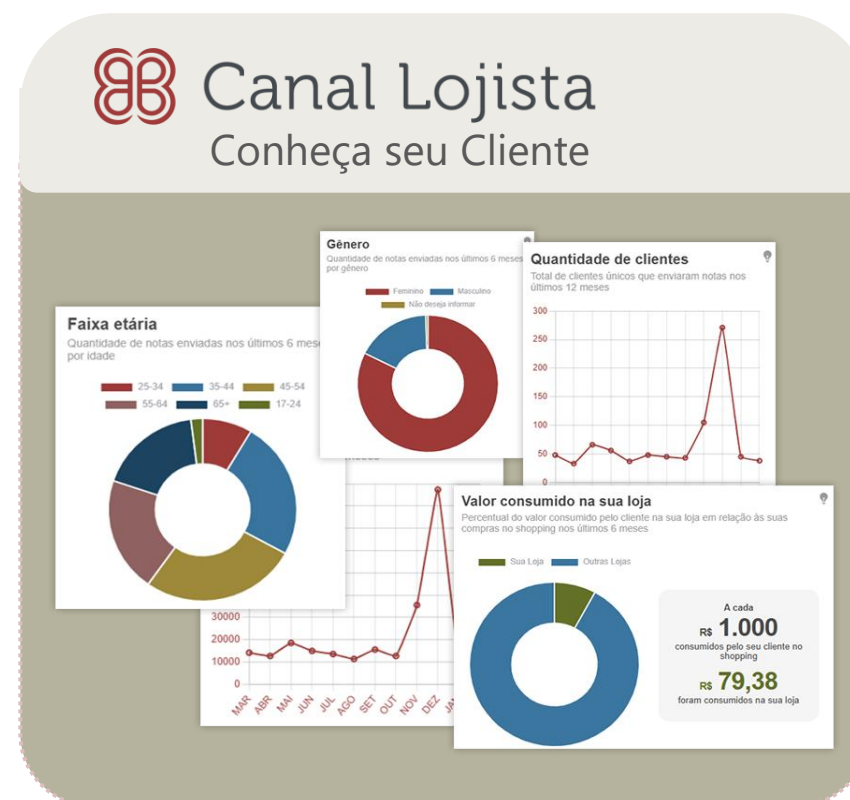 Canal Lojista
Conheça seu Cliente
Gênero
Quantidade de notas enviadas nos últimos 6 meses
por gênero
Feminino Masculino
Não deseja informar
Quantidade de clientes
Total de clientes únicos que enviaram notas nos
últimos 12 meses
300
250
200
150
100
50
0
Faixa etária
Quantidade de notas enviadas nos últimos 6
por idade
25-34 35-44 45-54
55-64 65+ 17-24
30000
20000
10000
0
MAR ABR MAI JUN JUL AGO SET OUT NOV DEZ
Valor consumido na sua loja
Percentual do valor consumido pelo cliente na sua loja em relação às suas
compras no shopping nos últimos 6 meses
Sua Loja Outras Lojas
A cada
R$ 1.000
consumidos pelo seu cliente no
shopping
R$ 79,38
foram consumidos na sua loja